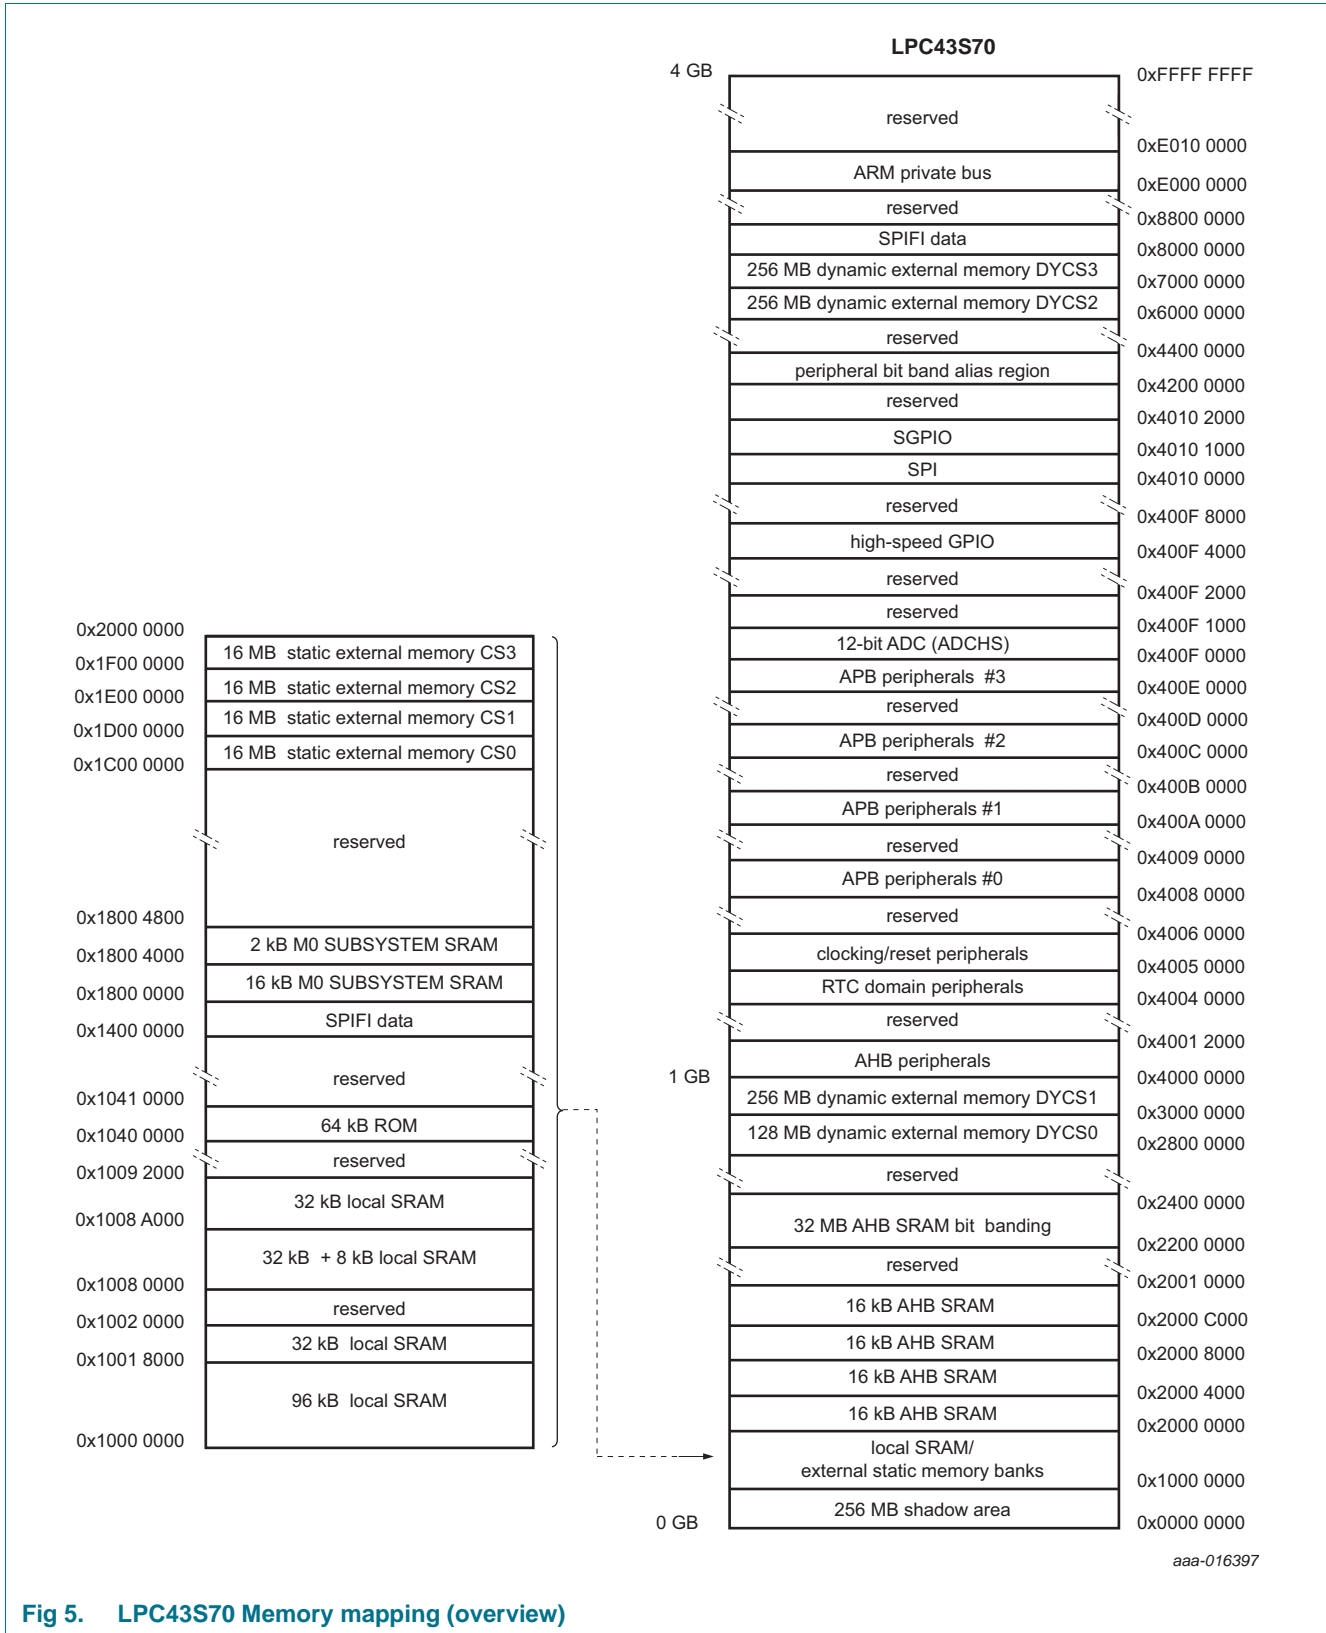 LPC43S70
4 GB
0xFFFF FFFF
reserved
0xE010 0000
ARM private bus
0xE000 0000
reserved
0x8800 0000
SPIFI data
0x8000 0000
256 MB dynamic external memory DYCS3
0x7000 0000
256 MB dynamic external memory DYCS2
0x6000 0000
reserved
0x4400 0000
peripheral bit band alias region
0x4200 0000
reserved
0x4010 2000
SGPIO
0x4010 1000
SPI
0x4010 0000
reserved
0x400F 8000
high-speed GPIO
0x400F 4000
reserved
0x400F 2000
reserved
0x400F 1000
12-bit ADC (ADCHS)
0x400F 0000
APB peripherals #3
0x400E 0000
reserved
0x400D 0000
APB peripherals #2
0x400C 0000
reserved
0x400B 0000
APB peripherals #1
0x400A 0000
reserved
0x4009 0000
APB peripherals #0
0x4008 0000
reserved
0x4006 0000
clocking/reset peripherals
0x4005 0000
RTC domain peripherals
0x4004 0000
reserved
0x4001 2000
AHB peripherals
1 GB
0x4000 0000
256 MB dynamic external memory DYCS1
0x3000 0000
128 MB dynamic external memory DYCS0
0x2800 0000
reserved
0x2400 0000
32 MB AHB SRAM bit banding
0x2200 0000
reserved
0x2001 0000
16 kB AHB SRAM
0x2000 C000
16 kB AHB SRAM
0x2000 8000
16 kB AHB SRAM
0x2000 4000
16 kB AHB SRAM
0x2000 0000
local SRAM/
external static memory banks
0x1000 0000
256 MB shadow area
0 GB
0x0000 0000
0x2000 0000
16 MB static external memory CS3
0x1F00 0000
16 MB static external memory CS2
0x1E00 0000
16 MB static external memory CS1
0x1D00 0000
16 MB static external memory CS0
0x1C00 0000
reserved
0x1800 4800
2 kB M0 SUBSYSTEM SRAM
0x1800 4000
16 kB M0 SUBSYSTEM SRAM
0x1800 0000
SPIFI data
0x1400 0000
reserved
0x1041 0000
64 kB ROM
0x1040 0000
reserved
0x1009 2000
32 kB local SRAM
0x1008 A000
32 kB + 8 kB local SRAM
0x1008 0000
reserved
0x1002 0000
32 kB local SRAM
0x1001 8000
96 kB local SRAM
0x1000 0000
aaa-016397
Fig 5. LPC43S70 Memory mapping (overview)